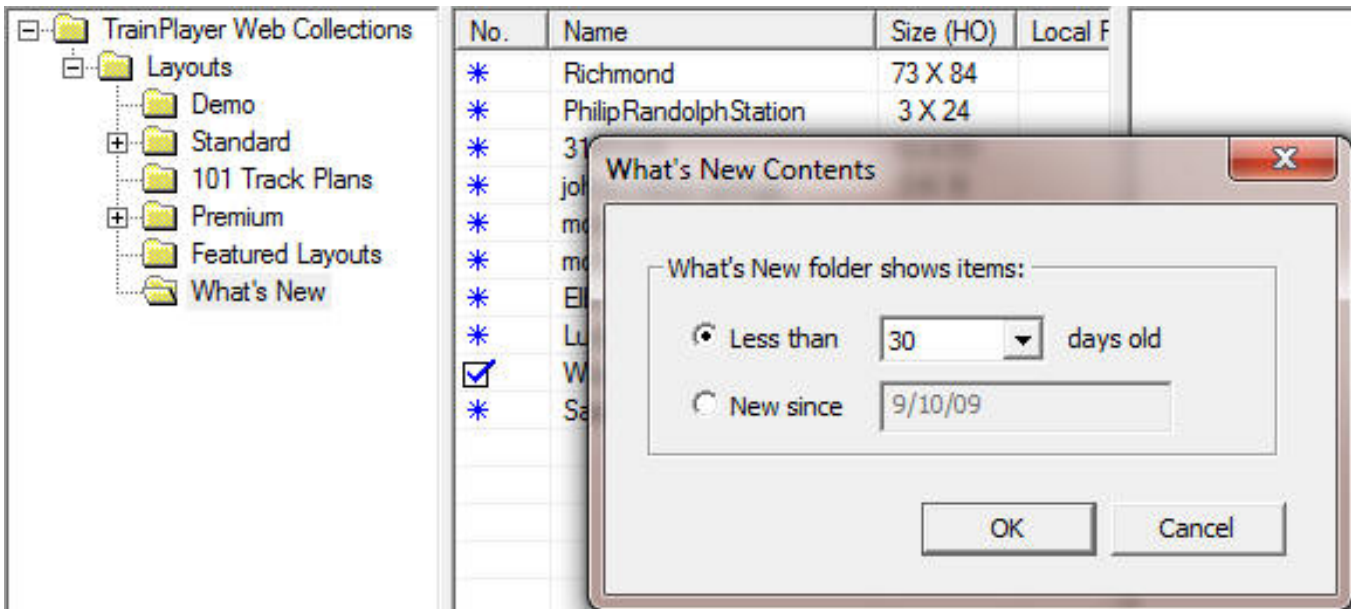 TrainPlayer Web Collections
Layouts
Demo
Standard
101 Track Plans
Premium
Featured Layouts
What's New
No. Name Size (HO) Local
Richmond 73 X 84
PhilipRandolphStation 3 X 24
31
What's New Contents
What's New folder shows items:
Less than 30 days old
New since 9/10/09
OK Cancel